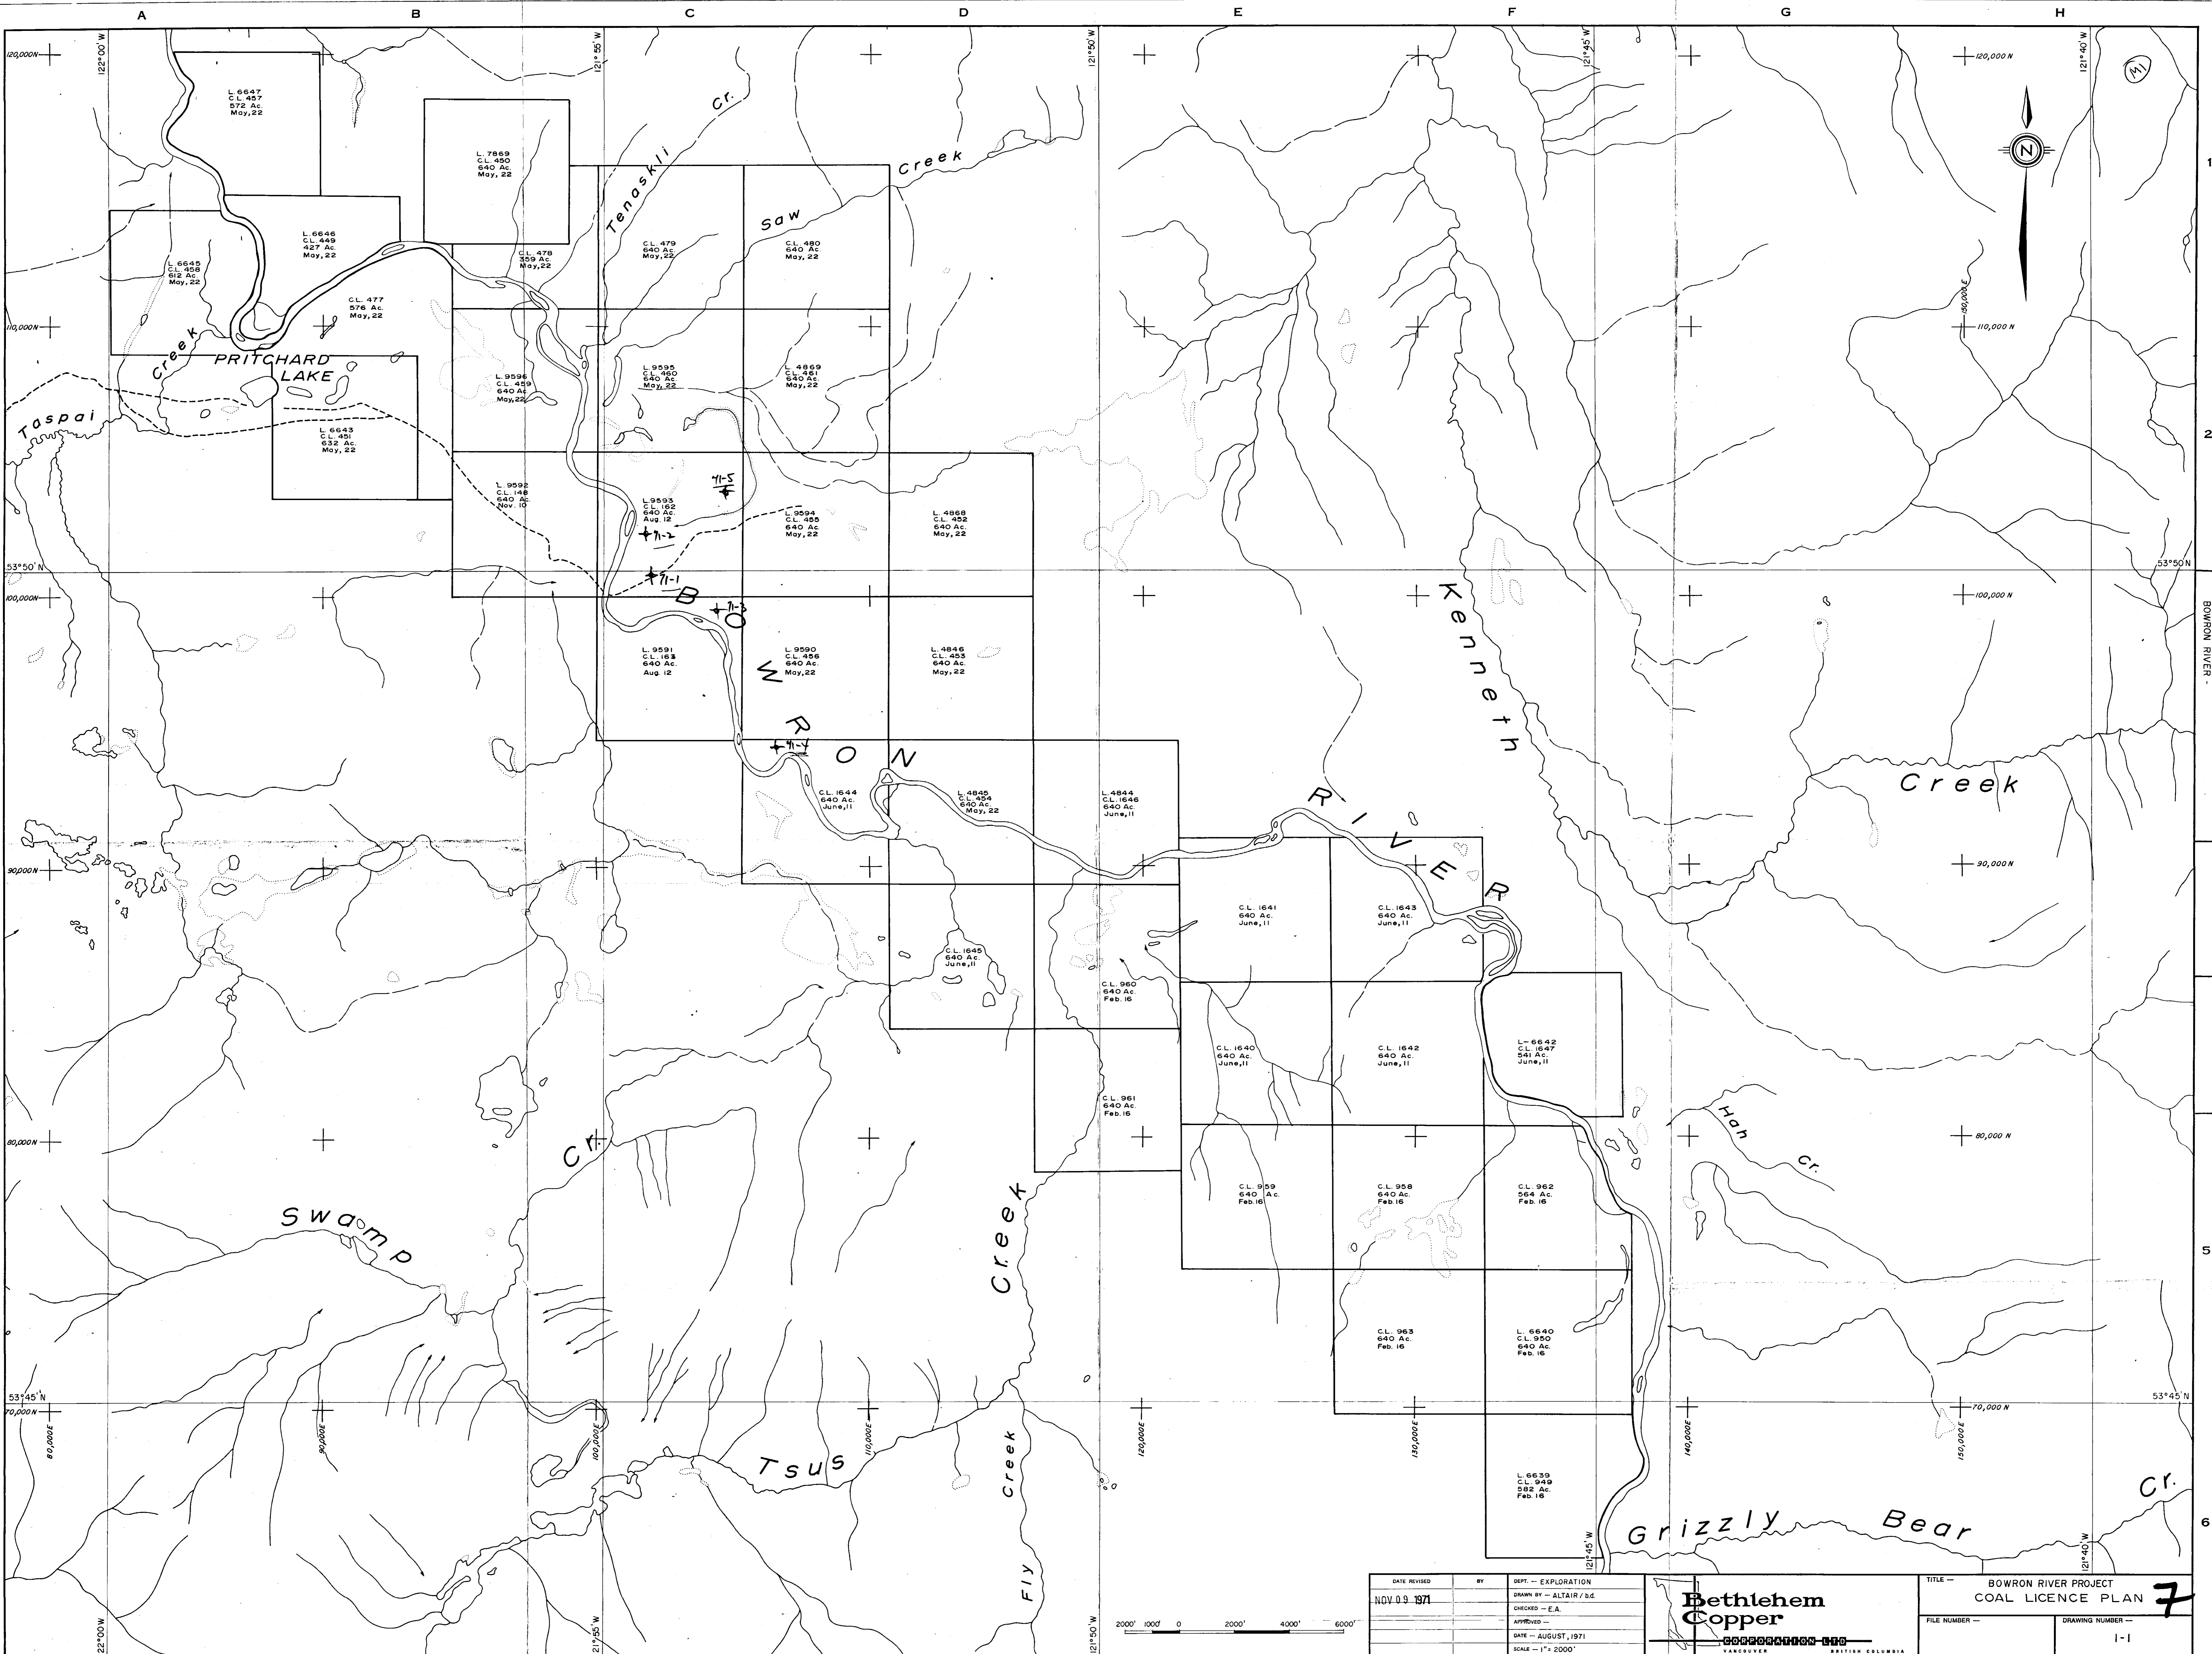 A
B
C
D
E
F
G
H
120,000N
122°00' W
121°55' W
121°50' W
121°45' W
120,000 N
121°40' W
31
N
L. 6647
C.L. 457
572 Ac.
May, 22
L. 7869
C.L. 450
640 Ac.
May, 22
Tenaskli Cr.
Saw Creek
1
L. 6646
C.L. 449
427 Ac.
May, 22
L. 6645
C.L. 458
612 Ac.
May, 22
C.L. 478
359 Ac.
May, 22
C.L. 479
640 Ac.
May, 22
C.L. 480
640 Ac.
May, 22
C.L. 477
576 Ac.
May, 22
150,000E
110,000N
110,000 N
PRITCHARD
LAKE
Taspai Creek
L. 9596
C.L. 459
640 Ac.
May, 22
L. 9595
C.L. 460
640 Ac.
May, 22
L. 4869
C.L. 461
640 Ac.
May, 22
L. 6643
C.L. 451
632 Ac.
May, 22
2
L. 9592
C.L. 148
640 Ac.
Nov. 10
L. 9593
C.L. 162
640 Ac.
Aug. 12
71-5
L. 9594
C.L. 455
640 Ac.
May, 22
L. 4868
C.L. 452
640 Ac.
May, 22
71-2
71-1
71-3
53°50' N
53°50' N
100,000N
100,000 N
BOWRON RIVER -
L. 9591
C.L. 163
640 Ac.
Aug. 12
L. 9590
C.L. 456
640 Ac.
May, 22
L. 4846
C.L. 453
640 Ac.
May, 22
71-4
BOWRON RIVER
Kenneth Creek
C.L. 1644
640 Ac.
June, 11
L. 4845
C.L. 454
640 Ac.
May, 22
L. 4844
C.L. 1646
640 Ac.
June, 11
90,000N
90,000 N
C.L. 1641
640 Ac.
June, 11
C.L. 1643
640 Ac.
June, 11
C.L. 1645
640 Ac.
June, 11
C.L. 960
640 Ac.
Feb. 16
C.L. 1640
640 Ac.
June, 11
C.L. 1642
640 Ac.
June, 11
L-6642
C.L. 1647
541 Ac.
June, 11
C.L. 961
640 Ac.
Feb. 16
Hah Cr.
80,000N
80,000 N
C.L. 959
640 Ac.
Feb. 16
C.L. 958
640 Ac.
Feb. 16
C.L. 962
564 Ac.
Feb. 16
Swamp Cr.
5
Creek
C.L. 963
640 Ac.
Feb. 16
L. 6640
C.L. 950
640 Ac.
Feb. 16
53°45' N
53°45' N
70,000N
70,000 N
80,000E
90,000E
100,000E
110,000E
120,000E
130,000E
140,000E
150,000E
Tsus
Fly Creek
L. 6639
C.L. 949
582 Ac.
Feb. 16
Grizzly Bear Cr.
6
122°00' W
121°55' W
121°50' W
121°45' W
121°40' W
2000' 1000' 0 2000' 4000' 6000'
DATE REVISED BY
NOV 09 1971
DEPT. — EXPLORATION
DRAWN BY — ALTAIR / b.d.
CHECKED — E.A.
APPROVED —
DATE — AUGUST, 1971
SCALE — 1" = 2000'
Bethlehem
Copper
CORPORATION LTD
VANCOUVER BRITISH COLUMBIA
TITLE —
BOWRON RIVER PROJECT
COAL LICENCE PLAN 7
FILE NUMBER —
DRAWING NUMBER —
1-1